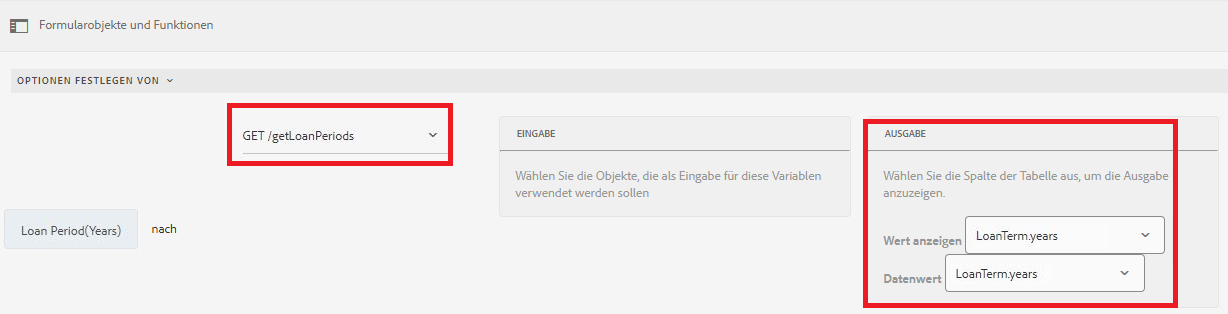 Formularobjekte und Funktionen
OPTIONEN FESTLEGEN VON
GET /getLoanPeriods
EINGABE
Wählen Sie die Objekte, die als Eingabe für diese Variablen
verwendet werden sollen
AUSGABE
Wählen Sie die Spalte der Tabelle aus, um die Ausgabe
anzuzeigen.
Wert anzeigen LoanTerm.years
Datenwert LoanTerm.years
Loan Period(Years) nach